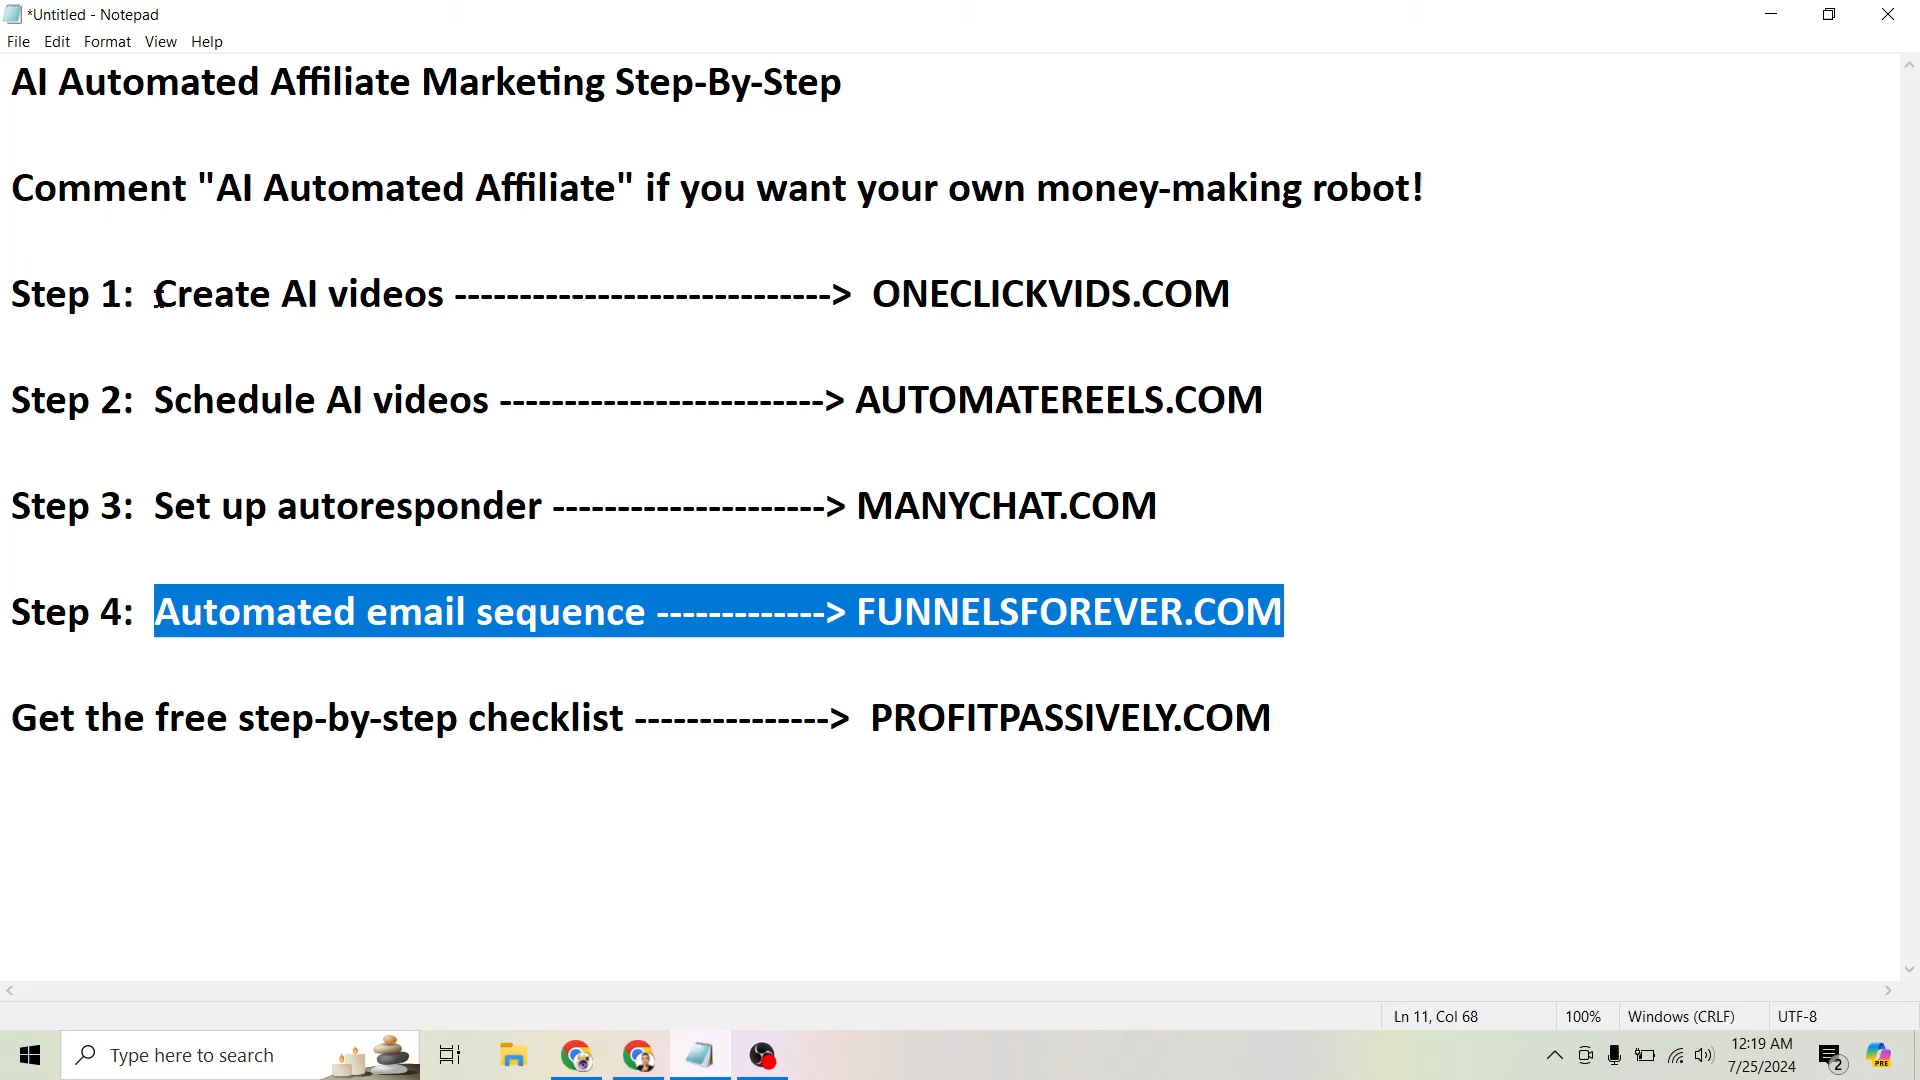 *Untitled - Notepad
File Edit Format View Help
AI Automated Affiliate Marketing Step-By-Step
Comment "AI Automated Affiliate" if you want your own money-making robot!
Step 1:  Create AI videos ----------------------------->  ONECLICKVIDS.COM
Step 2:  Schedule AI videos -------------------------> AUTOMATEREELS.COM
Step 3:  Set up autoresponder ---------------------> MANYCHAT.COM
Step 4:  Automated email sequence -------------> FUNNELSFOREVER.COM
Get the free step-by-step checklist --------------->  PROFITPASSIVELY.COM
Ln 11, Col 68 100% Windows (CRLF) UTF-8
Type here to search
12:19 AM
7/25/2024
2
PRE